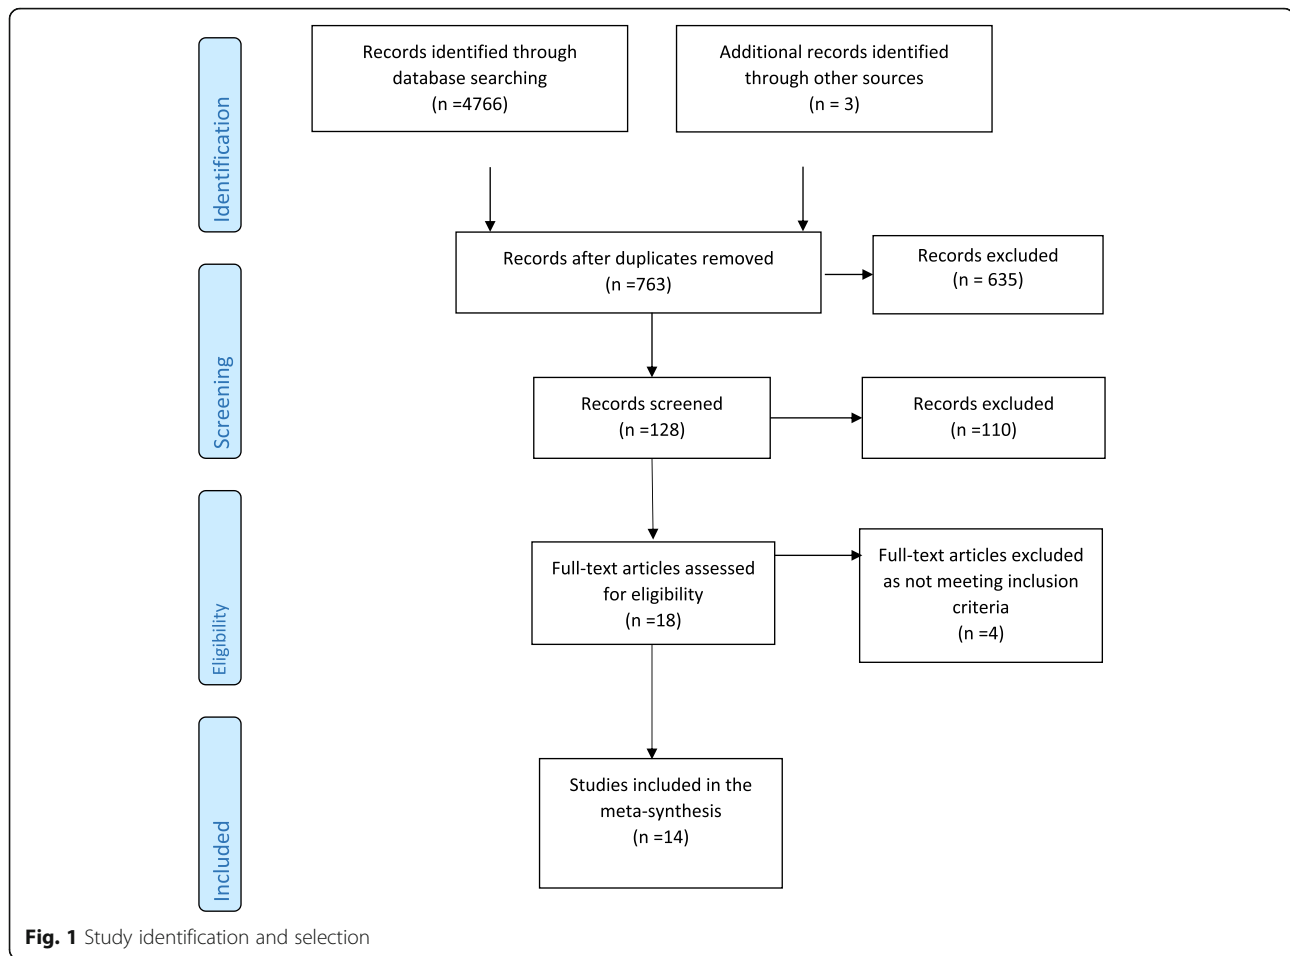 Identification
Records identified through
database searching
(n =4766)
Additional records identified
through other sources
(n = 3)
Records after duplicates removed
(n =763)
Records excluded
(n = 635)
Screening
Records screened
(n =128)
Records excluded
(n =110)
Eligibility
Full-text articles assessed
for eligibility
(n =18)
Full-text articles excluded
as not meeting inclusion
criteria
(n =4)
Included
Studies included in the
meta-synthesis
(n =14)
Fig. 1 Study identification and selection